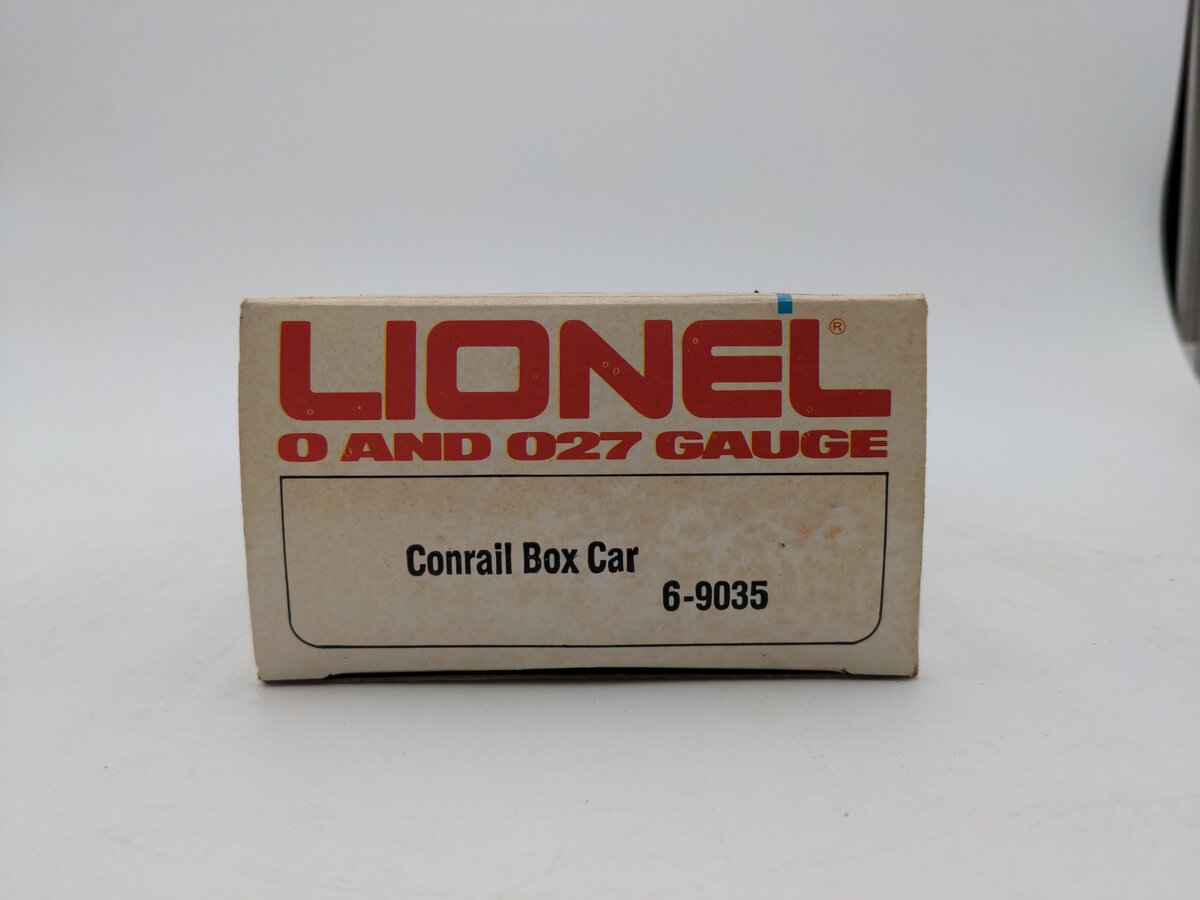 LIONEL®
O AND O27 GAUGE
Conrail Box Car
6-9035